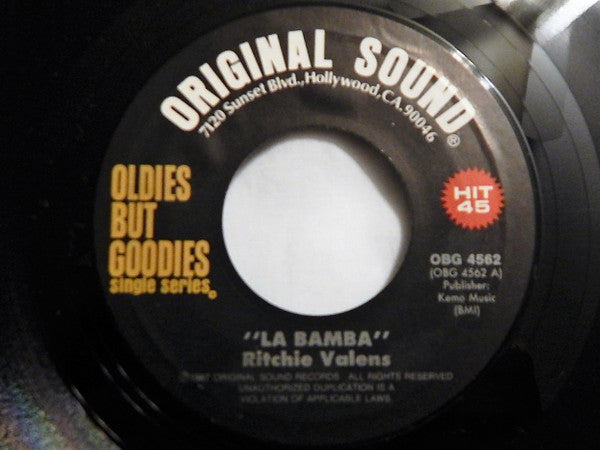 ORIGINAL SOUND®
7120 Sunset Blvd., Hollywood, CA. 90046
OLDIES
BUT
GOODIES
single series
HIT
45
OBG 4562
(OBG 4562 A)
Publisher:
Kemo Music
(BMI)
"LA BAMBA"
Ritchie Valens
1987 ORIGINAL SOUND RECORDS ALL RIGHTS RESERVED
UNAUTHORIZED DUPLICATION IS A
VIOLATION OF APPLICABLE LAWS.